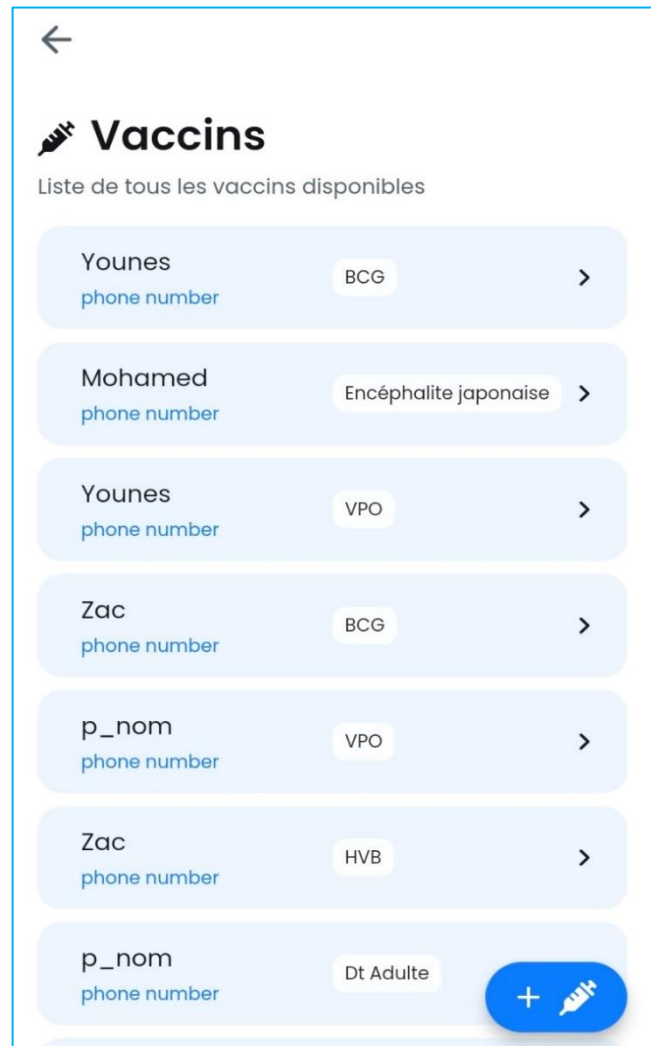 Vaccins
Liste de tous les vaccins disponibles
Younes
phone number
BCG
Mohamed
phone number
Encéphalite japonaise
Younes
phone number
VPO
Zac
phone number
BCG
p_nom
phone number
VPO
Zac
phone number
HVB
p_nom
phone number
Dt Adulte
+